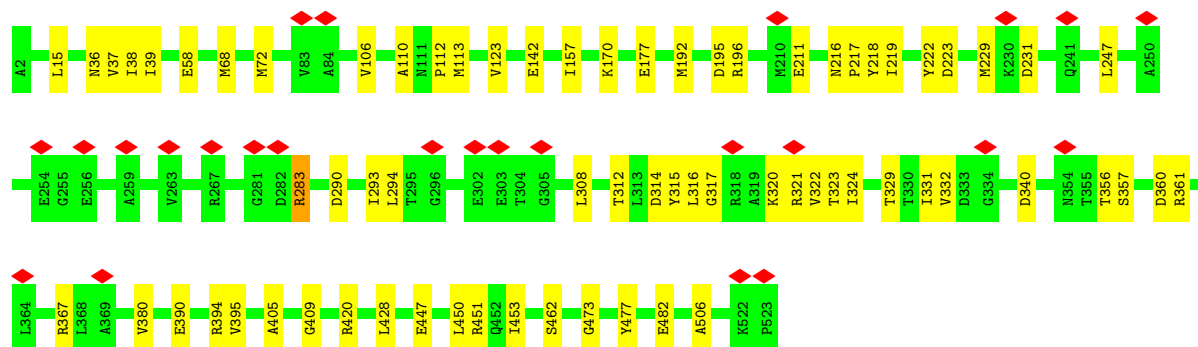 A2 L15 N36 V37 I38 I39 E58 M68 M72 V83 A84 V106 A110 N111 P112 M113 V123 E142 I157 K170 E177 M192 D195 R196 M210 E211 N216 P217 Y218 I219 Y222 D223 M229 K230 D231 Q241 L247 A250
E254 G255 E256 A259 V263 R267 G281 D282 R283 D290 I293 L294 T295 G296 E302 E303 T304 G305 L308 T312 L313 D314 Y315 L316 G317 R318 A319 K320 R321 V322 T323 I324 T329 T330 I331 V332 D333 G334 D340 N354 T355 T356 S357 D360 R361
L364 R367 L368 A369 V380 E390 R394 V395 A405 G409 R420 L428 E447 L450 R451 Q452 I453 S462 G473 Y477 E482 A506 K522 P523